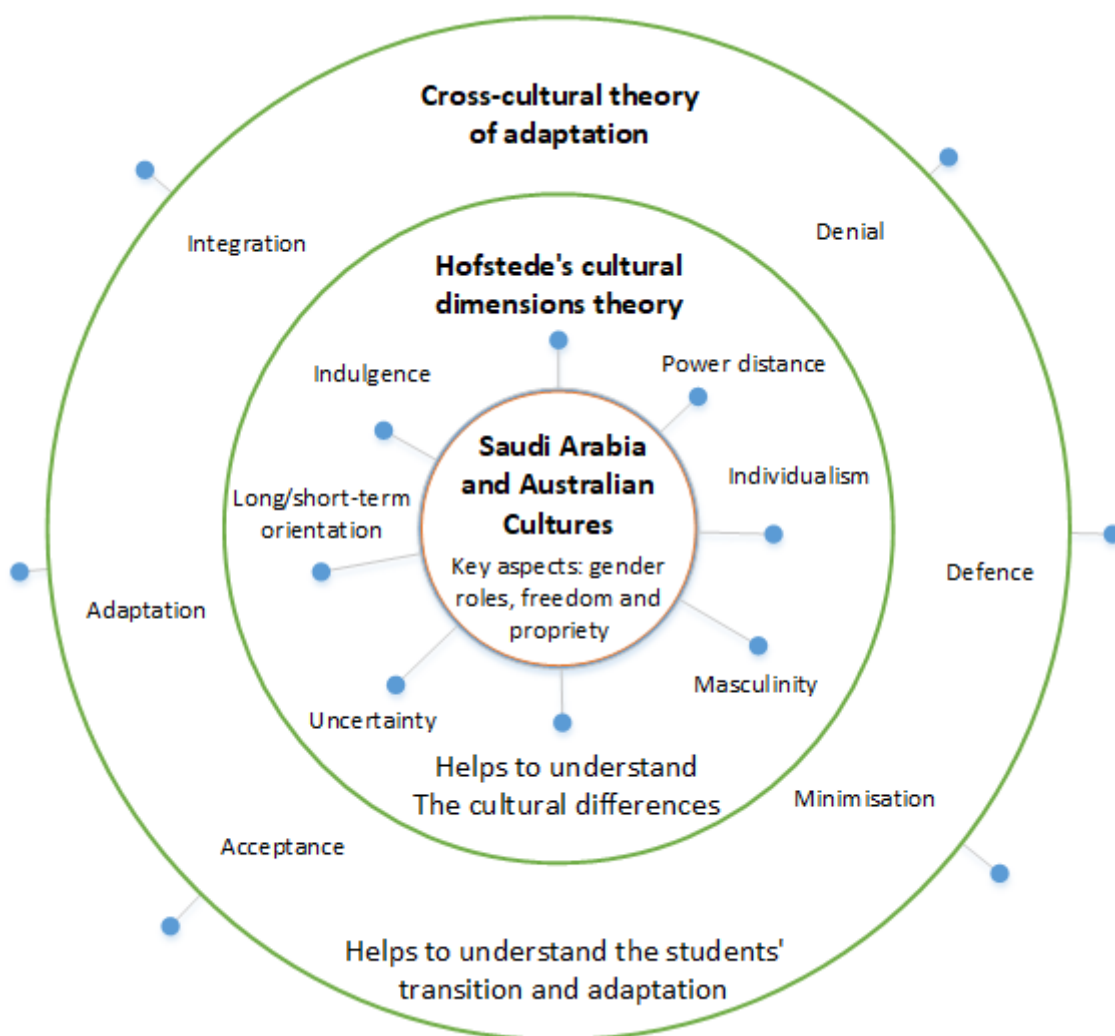 Cross-cultural theory
of adaptation
Integration
Denial
Hofstede's cultural
dimensions theory
Indulgence
Power distance
Saudi Arabia
and Australian
Cultures
Key aspects: gender
roles, freedom and
propriety
Individualism
Long/short-term
orientation
Defence
Adaptation
Masculinity
Uncertainty
Helps to understand
The cultural differences
Minimisation
Acceptance
Helps to understand the students'
transition and adaptation